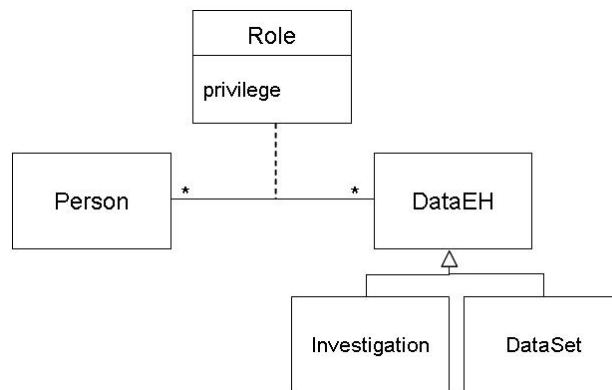 Role
privilege
Person
*
*
DataEH
Investigation
DataSet